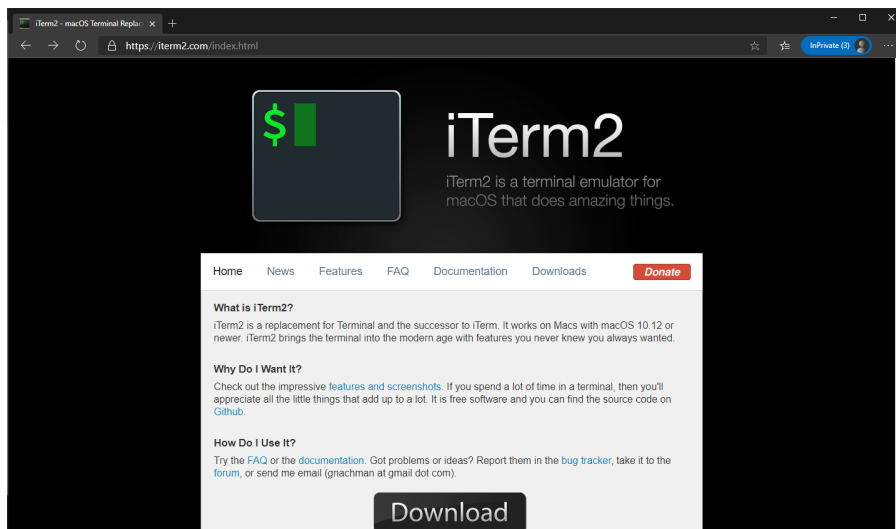 iTerm2 - macOS Terminal Replac
https://iterm2.com/index.html
InPrivate (3)
$
iTerm2
iTerm2 is a terminal emulator for
macOS that does amazing things.
Home News Features FAQ Documentation Downloads Donate
What is iTerm2?
iTerm2 is a replacement for Terminal and the successor to iTerm. It works on Macs with macOS 10.12 or
newer. iTerm2 brings the terminal into the modern age with features you never knew you always wanted.
Why Do I Want It?
Check out the impressive features and screenshots. If you spend a lot of time in a terminal, then you'll
appreciate all the little things that add up to a lot. It is free software and you can find the source code on
Github.
How Do I Use It?
Try the FAQ or the documentation. Got problems or ideas? Report them in the bug tracker, take it to the
forum, or send me email (gnachman at gmail dot com).
Download